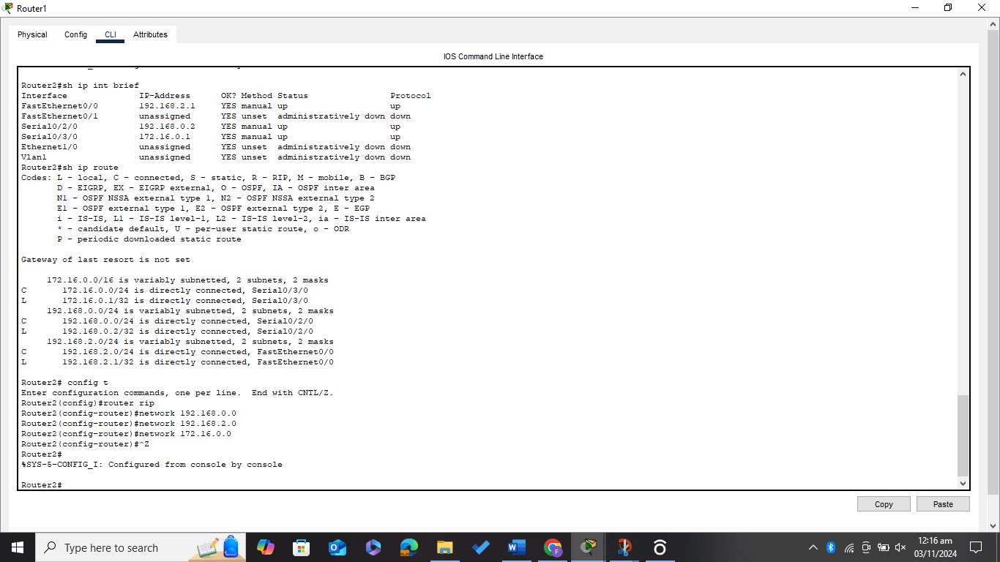 Router1
Physical Config CLI Attributes
IOS Command Line Interface
Router2#sh ip int brief
Interface IP-Address OK? Method Status Protocol
FastEthernet0/0 192.168.2.1 YES manual up up
FastEthernet0/1 unassigned YES unset administratively down down
Serial0/2/0 192.168.0.2 YES manual up up
Serial0/3/0 172.16.0.1 YES manual up up
Ethernet1/0 unassigned YES unset administratively down down
Vlan1 unassigned YES unset administratively down down
Router2#sh ip route
Codes: L - local, C - connected, S - static, R - RIP, M - mobile, B - BGP
D - EIGRP, EX - EIGRP external, O - OSPF, IA - OSPF inter area
N1 - OSPF NSSA external type 1, N2 - OSPF NSSA external type 2
E1 - OSPF external type 1, E2 - OSPF external type 2, E - EGP
i - IS-IS, L1 - IS-IS level-1, L2 - IS-IS level-2, ia - IS-IS inter area
* - candidate default, U - per-user static route, o - ODR
P - periodic downloaded static route
Gateway of last resort is not set
172.16.0.0/16 is variably subnetted, 2 subnets, 2 masks
C 172.16.0.0/24 is directly connected, Serial0/3/0
L 172.16.0.1/32 is directly connected, Serial0/3/0
192.168.0.0/24 is variably subnetted, 2 subnets, 2 masks
C 192.168.0.0/24 is directly connected, Serial0/2/0
L 192.168.0.2/32 is directly connected, Serial0/2/0
192.168.2.0/24 is variably subnetted, 2 subnets, 2 masks
C 192.168.2.0/24 is directly connected, FastEthernet0/0
L 192.168.2.1/32 is directly connected, FastEthernet0/0
Router2# config t
Enter configuration commands, one per line. End with CNTL/Z.
Router2(config)#router rip
Router2(config-router)#network 192.168.0.0
Router2(config-router)#network 192.168.2.0
Router2(config-router)#network 172.16.0.0
Router2(config-router)#^Z
Router2#
%SYS-5-CONFIG_I: Configured from console by console
Router2#
Copy Paste
Type here to search
12:16 am
03/11/2024